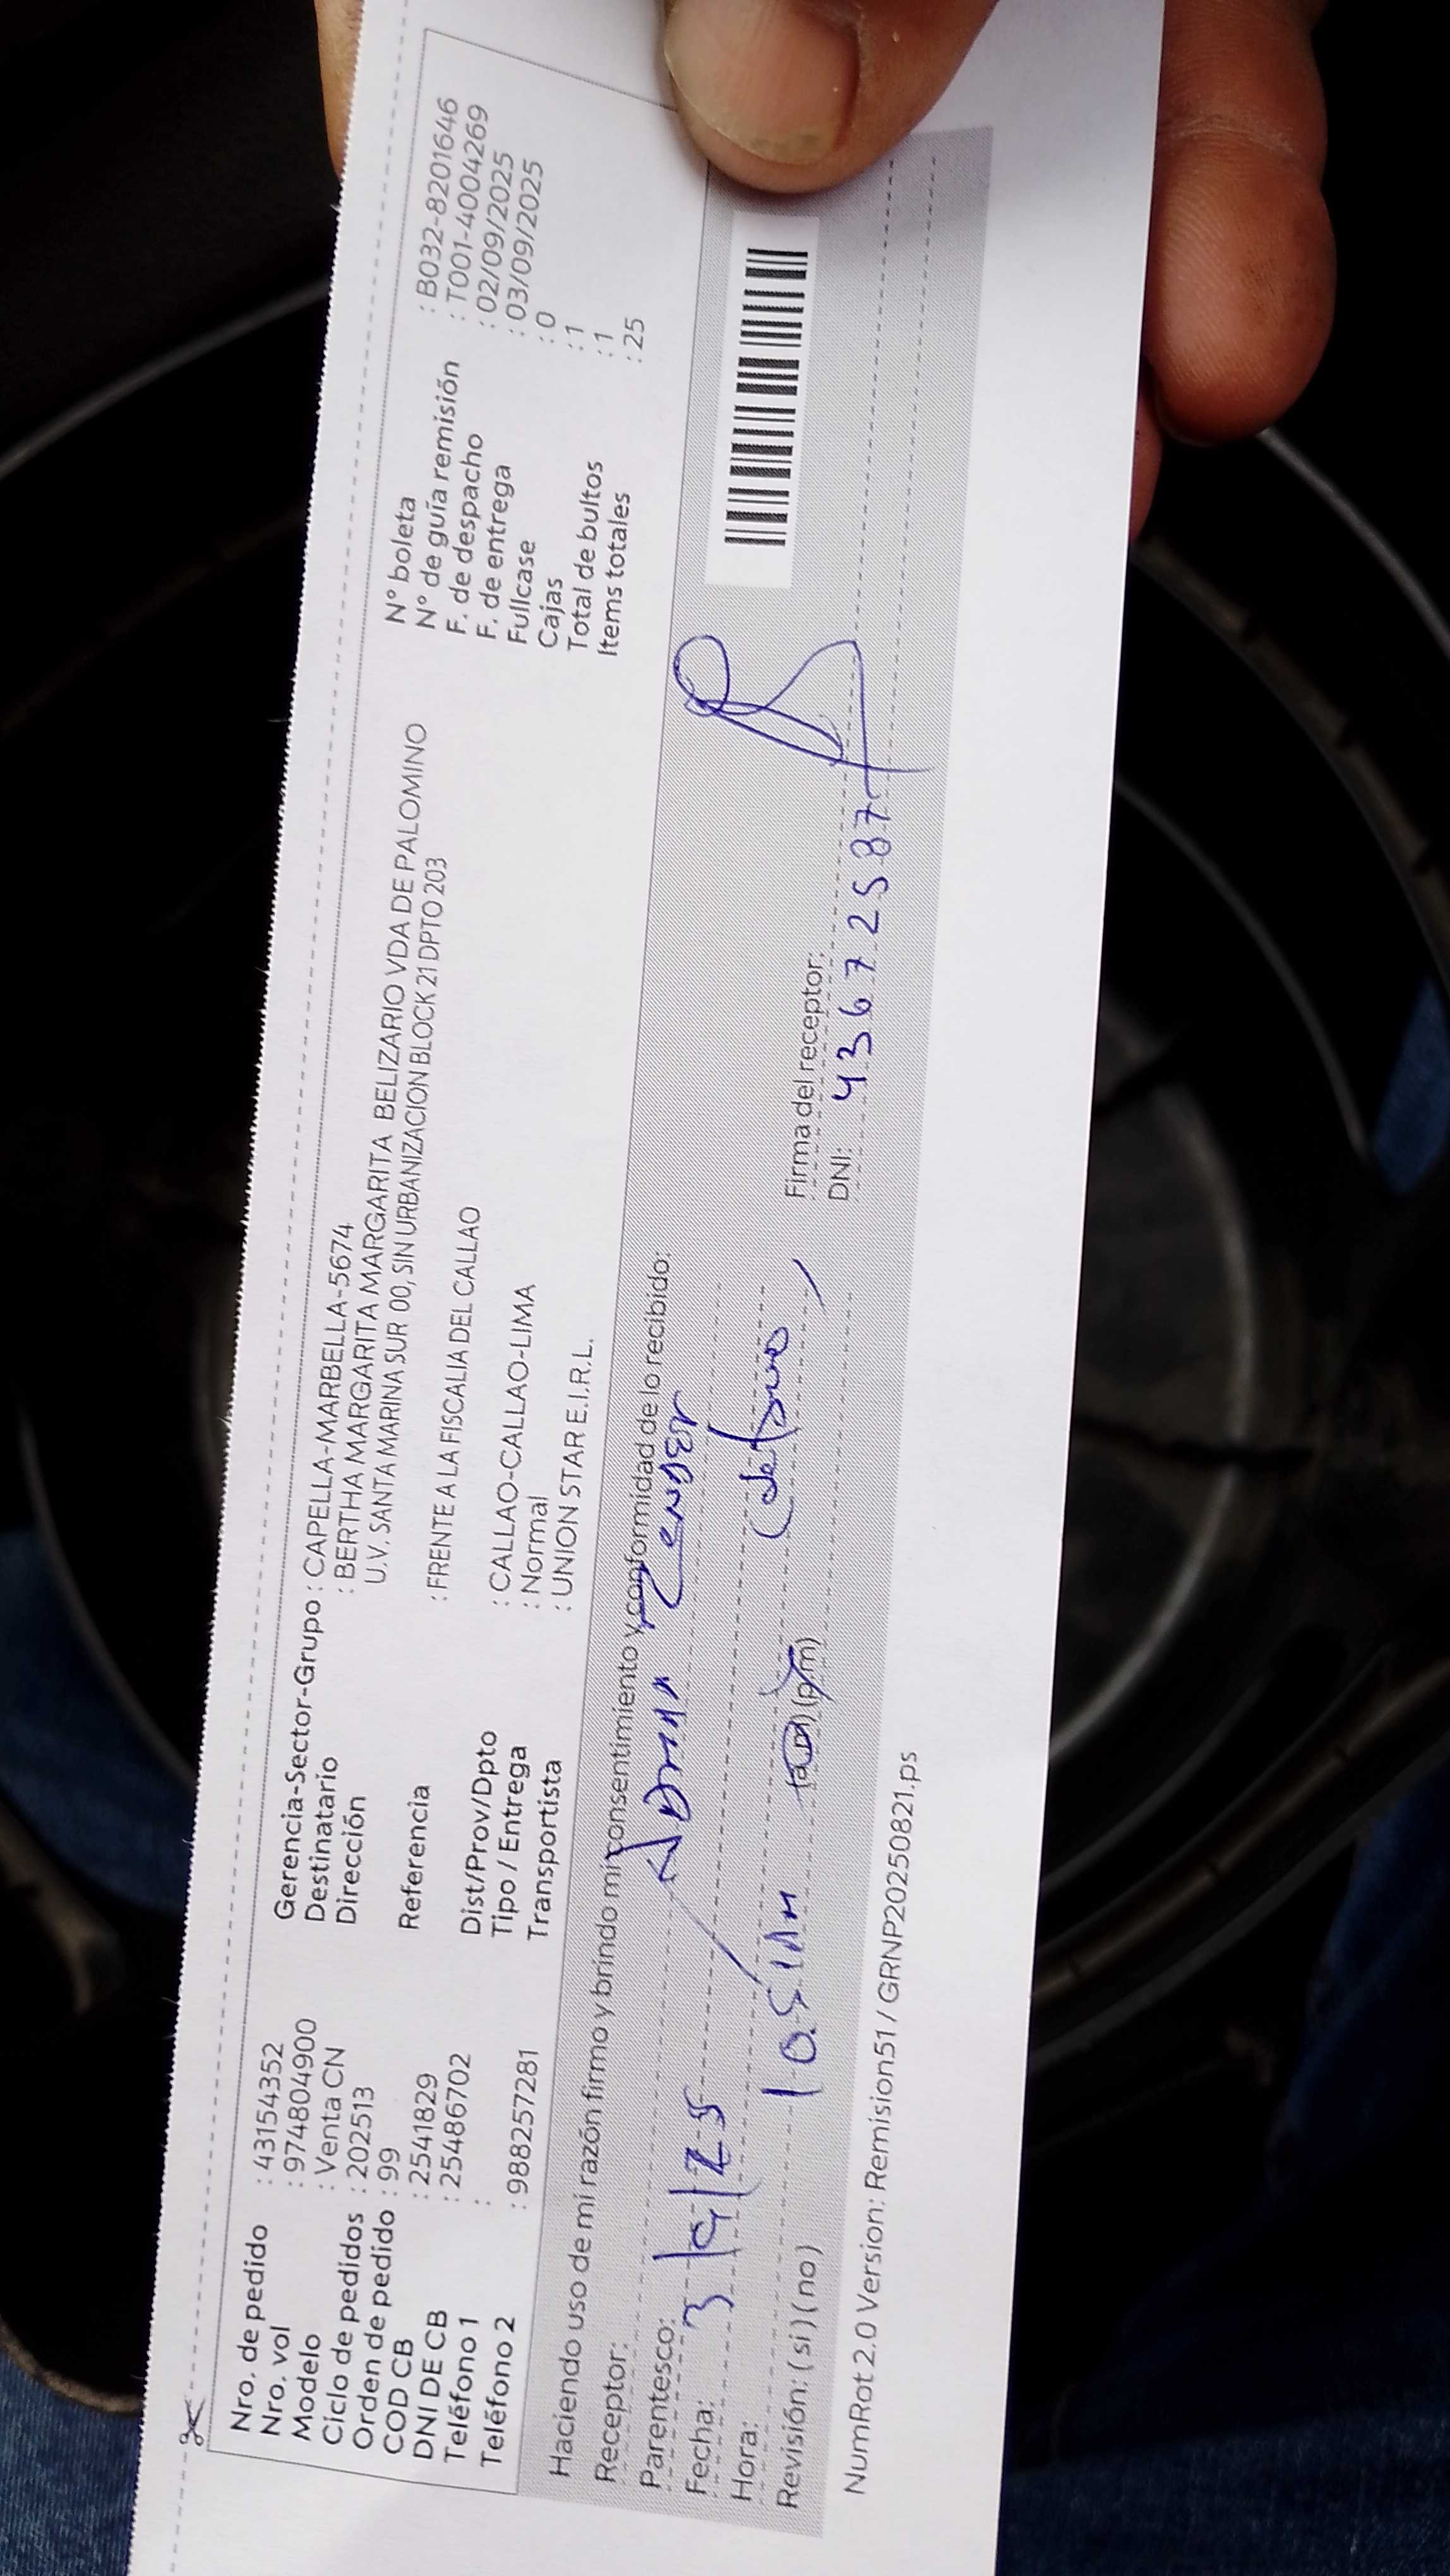 Nro. de pedido : 43154352
Nro. vol : 974804900
Modelo : Venta CN
Ciclo de pedidos : 202513
Orden de pedido : 99
COD CB : 2541829
DNI DE CB : 25486702
Teléfono 1 :
Teléfono 2 : 988257281
Gerencia-Sector-Grupo : CAPELLA-MARBELLA-5674
Destinatario : BERTHA MARGARITA MARGARITA BELIZARIO VDA DE PALOMINO
Dirección U.V. SANTA MARINA SUR 00, SIN URBANIZACION BLOCK 21 DPTO 203
Referencia : FRENTE A LA FISCALIA DEL CALLAO
Dist/Prov/Dpto : CALLAO-CALLAO-LIMA
Tipo / Entrega : Normal
Transportista : UNION STAR E.I.R.L.
N° boleta : B032-8201646
N° de guía remisión : T001-4004269
F. de despacho : 02/09/2025
F. de entrega : 03/09/2025
Fullcase : 0
Cajas : 1
Total de bultos : 1
Items totales : 25
Haciendo uso de mi razón firmo y brindo mi consentimiento y conformidad de lo recibido:
Receptor:
Parentesco:
Fecha: 3/9/25
Hora: 10:51AM (a.m) (p.m)
Revisión: (si) (no)
Firma del receptor:
DNI: 43672587
NumRot 2.0 Version: Remision51 / GRNP20250821.ps